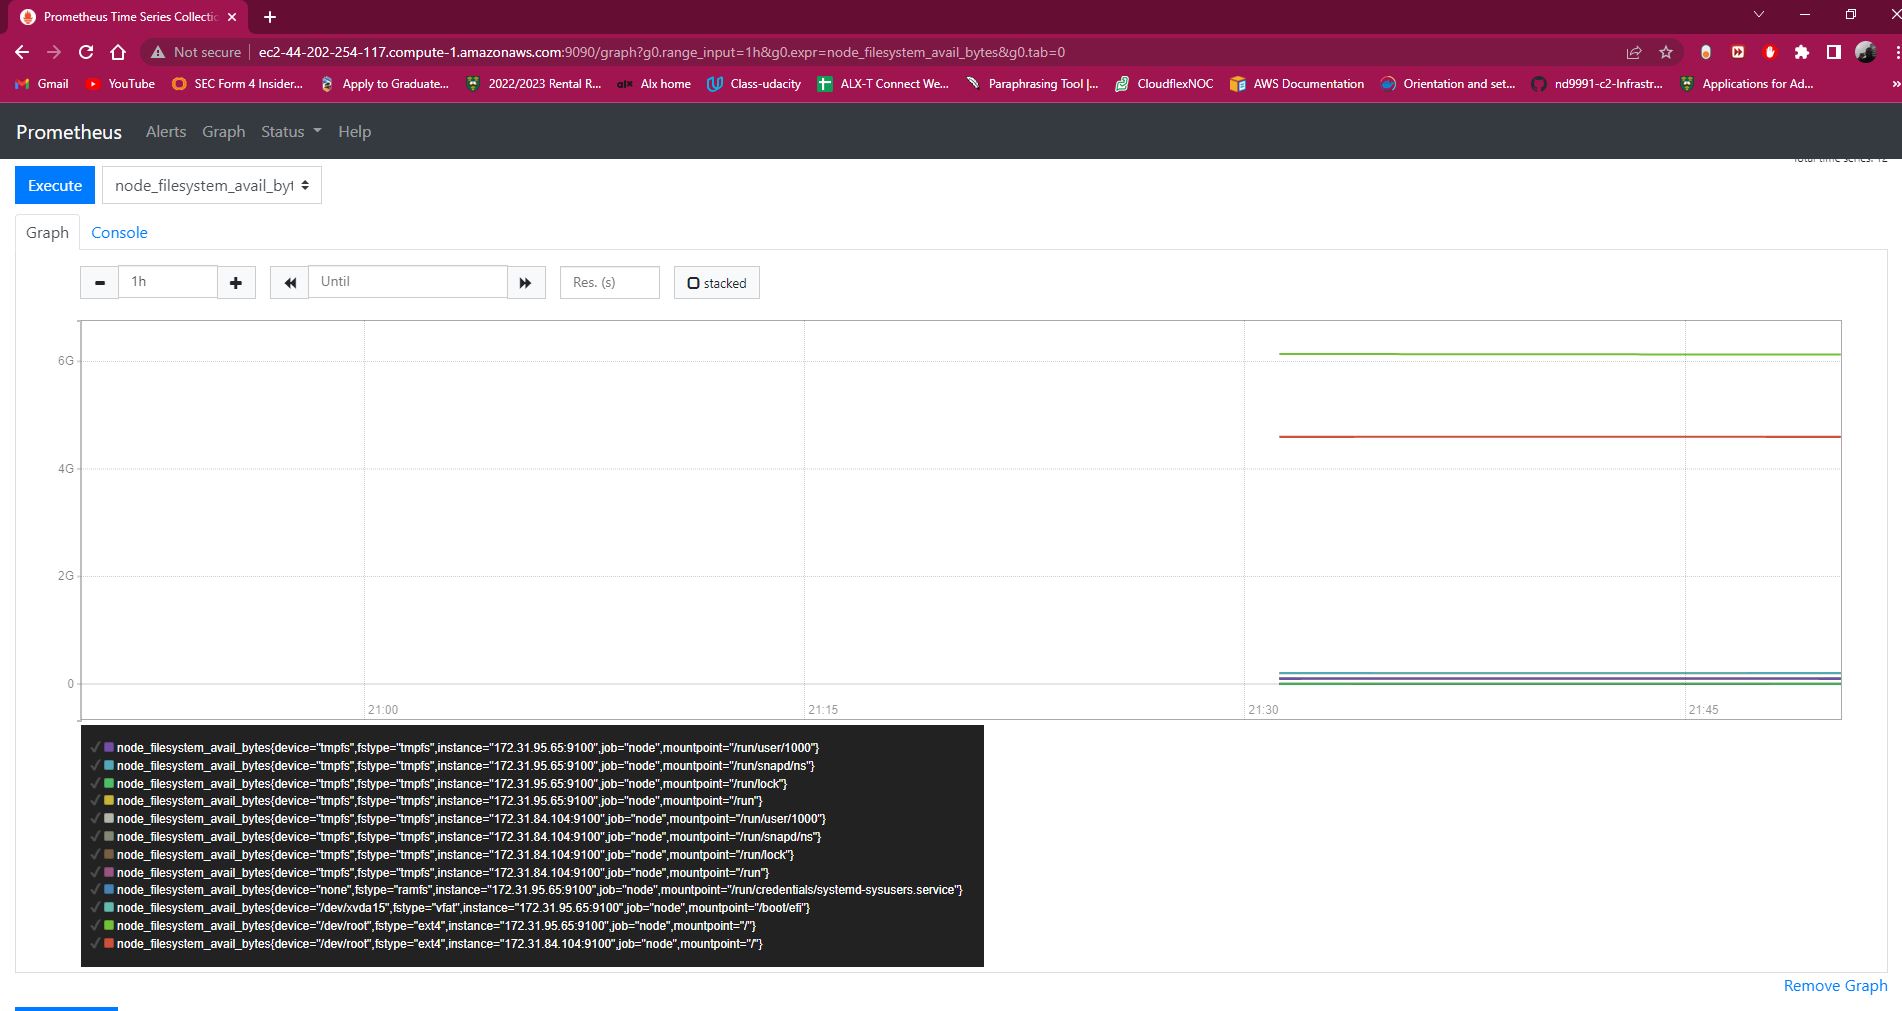 Prometheus Time Series Collectio
Not secure ec2-44-202-254-117.compute-1.amazonaws.com:9090/graph?g0.range_input=1h&g0.expr=node_filesystem_avail_bytes&g0.tab=0
Gmail YouTube SEC Form 4 Insider... Apply to Graduate... 2022/2023 Rental R... alx Alx home Class-udacity ALX-T Connect We... Paraphrasing Tool |... CloudflexNOC AWS Documentation Orientation and set... nd9991-c2-Infrastr... Applications for Ad... »
Prometheus Alerts Graph Status Help
Total time series: 12
Execute node_filesystem_avail_byt
Graph Console
1h Until Res. (s) stacked
6G
4G
2G
0
21:00 21:15 21:30 21:45
node_filesystem_avail_bytes{device="tmpfs",fstype="tmpfs",instance="172.31.95.65:9100",job="node",mountpoint="/run/user/1000"}
node_filesystem_avail_bytes{device="tmpfs",fstype="tmpfs",instance="172.31.95.65:9100",job="node",mountpoint="/run/snapd/ns"}
node_filesystem_avail_bytes{device="tmpfs",fstype="tmpfs",instance="172.31.95.65:9100",job="node",mountpoint="/run/lock"}
node_filesystem_avail_bytes{device="tmpfs",fstype="tmpfs",instance="172.31.95.65:9100",job="node",mountpoint="/run"}
node_filesystem_avail_bytes{device="tmpfs",fstype="tmpfs",instance="172.31.84.104:9100",job="node",mountpoint="/run/user/1000"}
node_filesystem_avail_bytes{device="tmpfs",fstype="tmpfs",instance="172.31.84.104:9100",job="node",mountpoint="/run/snapd/ns"}
node_filesystem_avail_bytes{device="tmpfs",fstype="tmpfs",instance="172.31.84.104:9100",job="node",mountpoint="/run/lock"}
node_filesystem_avail_bytes{device="tmpfs",fstype="tmpfs",instance="172.31.84.104:9100",job="node",mountpoint="/run"}
node_filesystem_avail_bytes{device="none",fstype="ramfs",instance="172.31.95.65:9100",job="node",mountpoint="/run/credentials/systemd-sysusers.service"}
node_filesystem_avail_bytes{device="/dev/xvda15",fstype="vfat",instance="172.31.95.65:9100",job="node",mountpoint="/boot/efi"}
node_filesystem_avail_bytes{device="/dev/root",fstype="ext4",instance="172.31.95.65:9100",job="node",mountpoint="/"}
node_filesystem_avail_bytes{device="/dev/root",fstype="ext4",instance="172.31.84.104:9100",job="node",mountpoint="/"}
Remove Graph